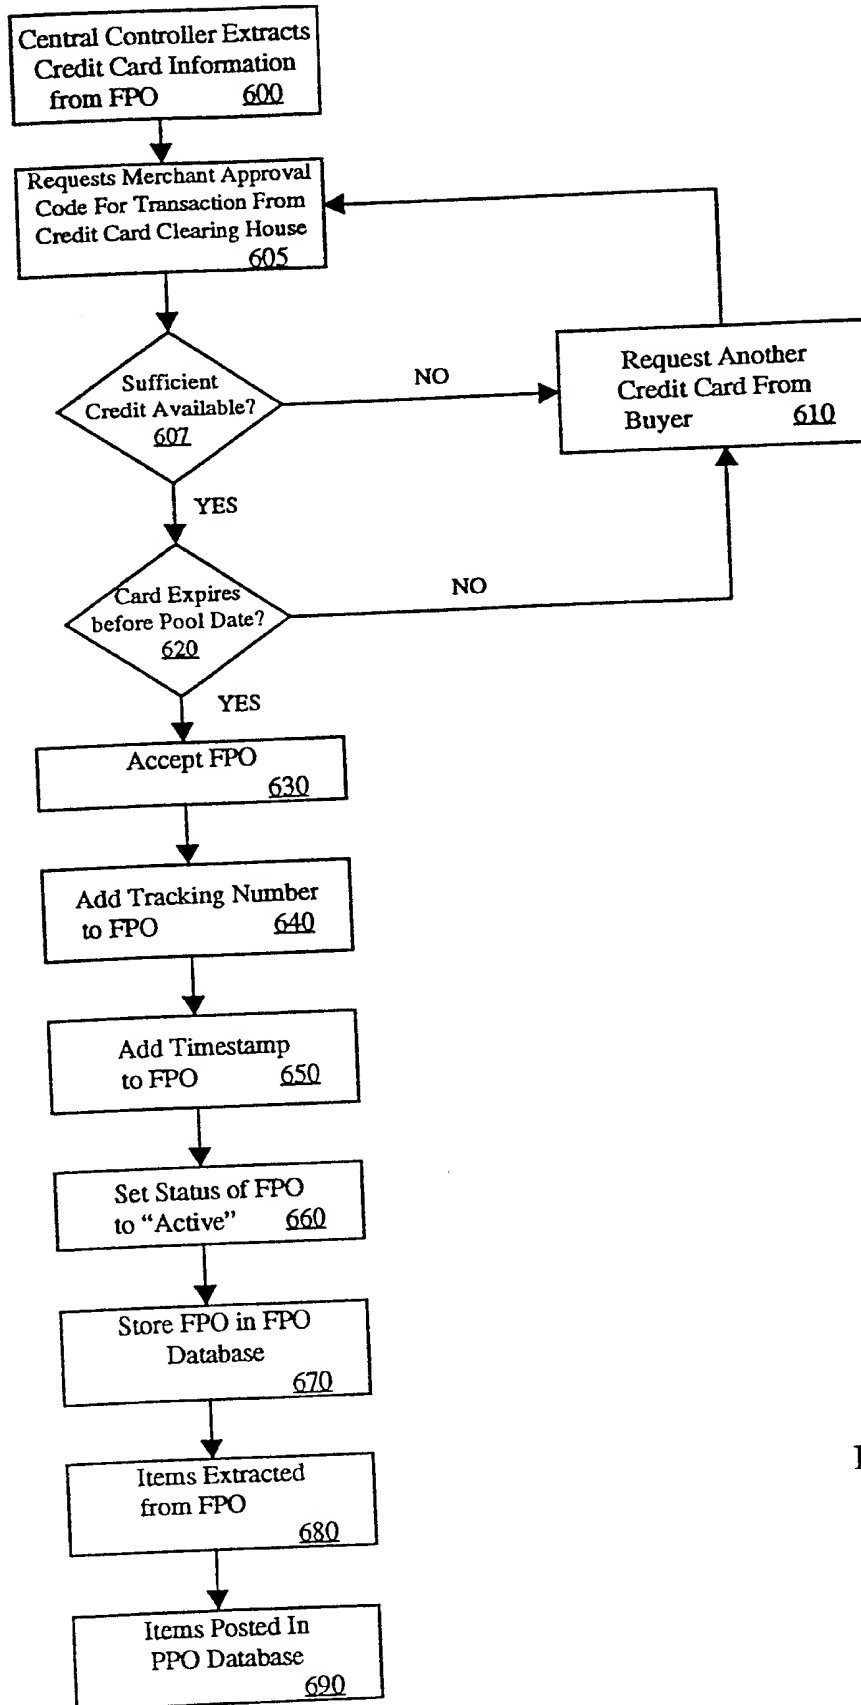 Central Controller Extracts
Credit Card Information
from FPO 600
Requests Merchant Approval
Code For Transaction From
Credit Card Clearing House
605
Sufficient
Credit Available?
607
NO
Request Another
Credit Card From
Buyer 610
YES
Card Expires
before Pool Date?
620
NO
YES
Accept FPO
630
Add Tracking Number
to FPO 640
Add Timestamp
to FPO 650
Set Status of FPO
to “Active” 660
Store FPO in FPO
Database
670
Items Extracted
from FPO
680
Items Posted In
PPO Database
690